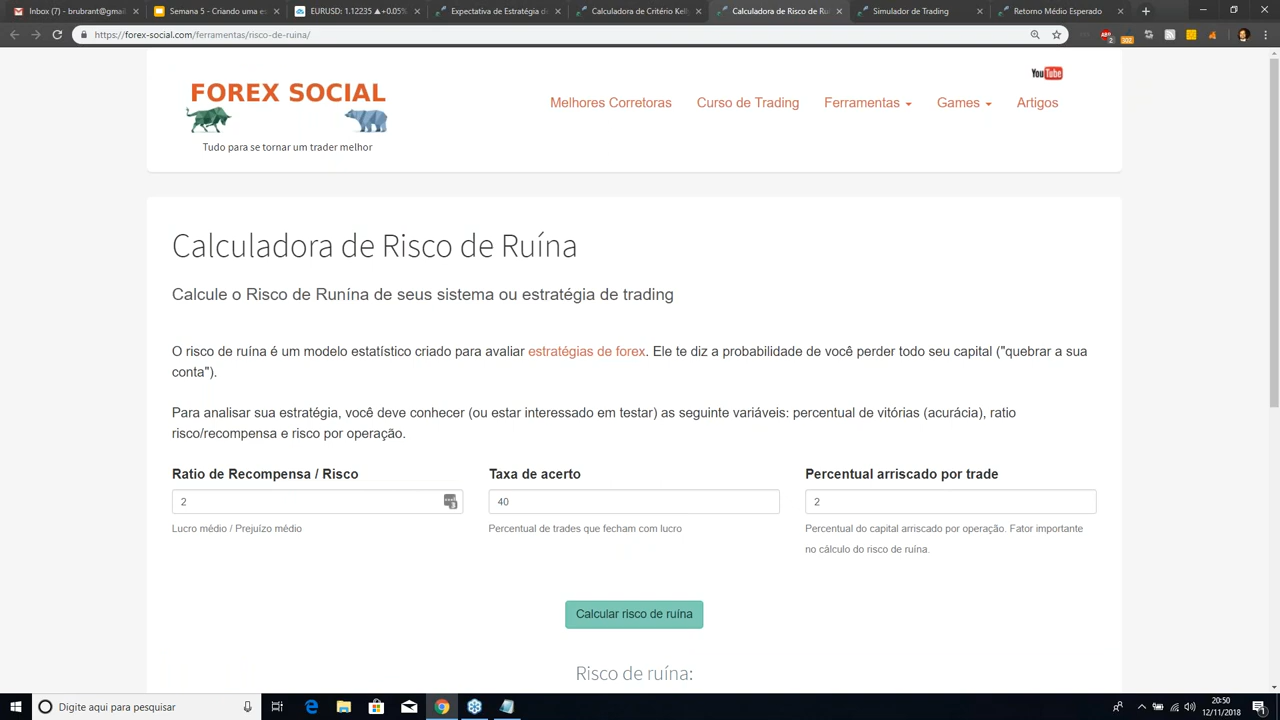 Inbox (7) - brubrant@gmai
Semana 5 - Criando uma est
EURUSD: 1.12235 ▲ +0.05%
Expectativa de Estratégia de
Calculadora de Critério Kell
Calculadora de Risco de Ru
Simulador de Trading
Retorno Médio Esperado
https://forex-social.com/ferramentas/risco-de-ruina/
YouTube
FOREX SOCIAL
Tudo para se tornar um trader melhor
Melhores Corretoras
Curso de Trading
Ferramentas
Games
Artigos
Calculadora de Risco de Ruína
Calcule o Risco de Runína de seus sistema ou estratégia de trading
O risco de ruína é um modelo estatístico criado para avaliar estratégias de forex. Ele te diz a probabilidade de você perder todo seu capital ("quebrar a sua
conta").
Para analisar sua estratégia, você deve conhecer (ou estar interessado em testar) as seguinte variáveis: percentual de vitórias (acurácia), ratio
risco/recompensa e risco por operação.
Ratio de Recompensa / Risco
2
Lucro médio / Prejuízo médio
Taxa de acerto
40
Percentual de trades que fecham com lucro
Percentual arriscado por trade
2
Percentual do capital arriscado por operação. Fator importante
no cálculo do risco de ruína.
Calcular risco de ruína
Risco de ruína:
Digite aqui para pesquisar
20:50
12/11/2018